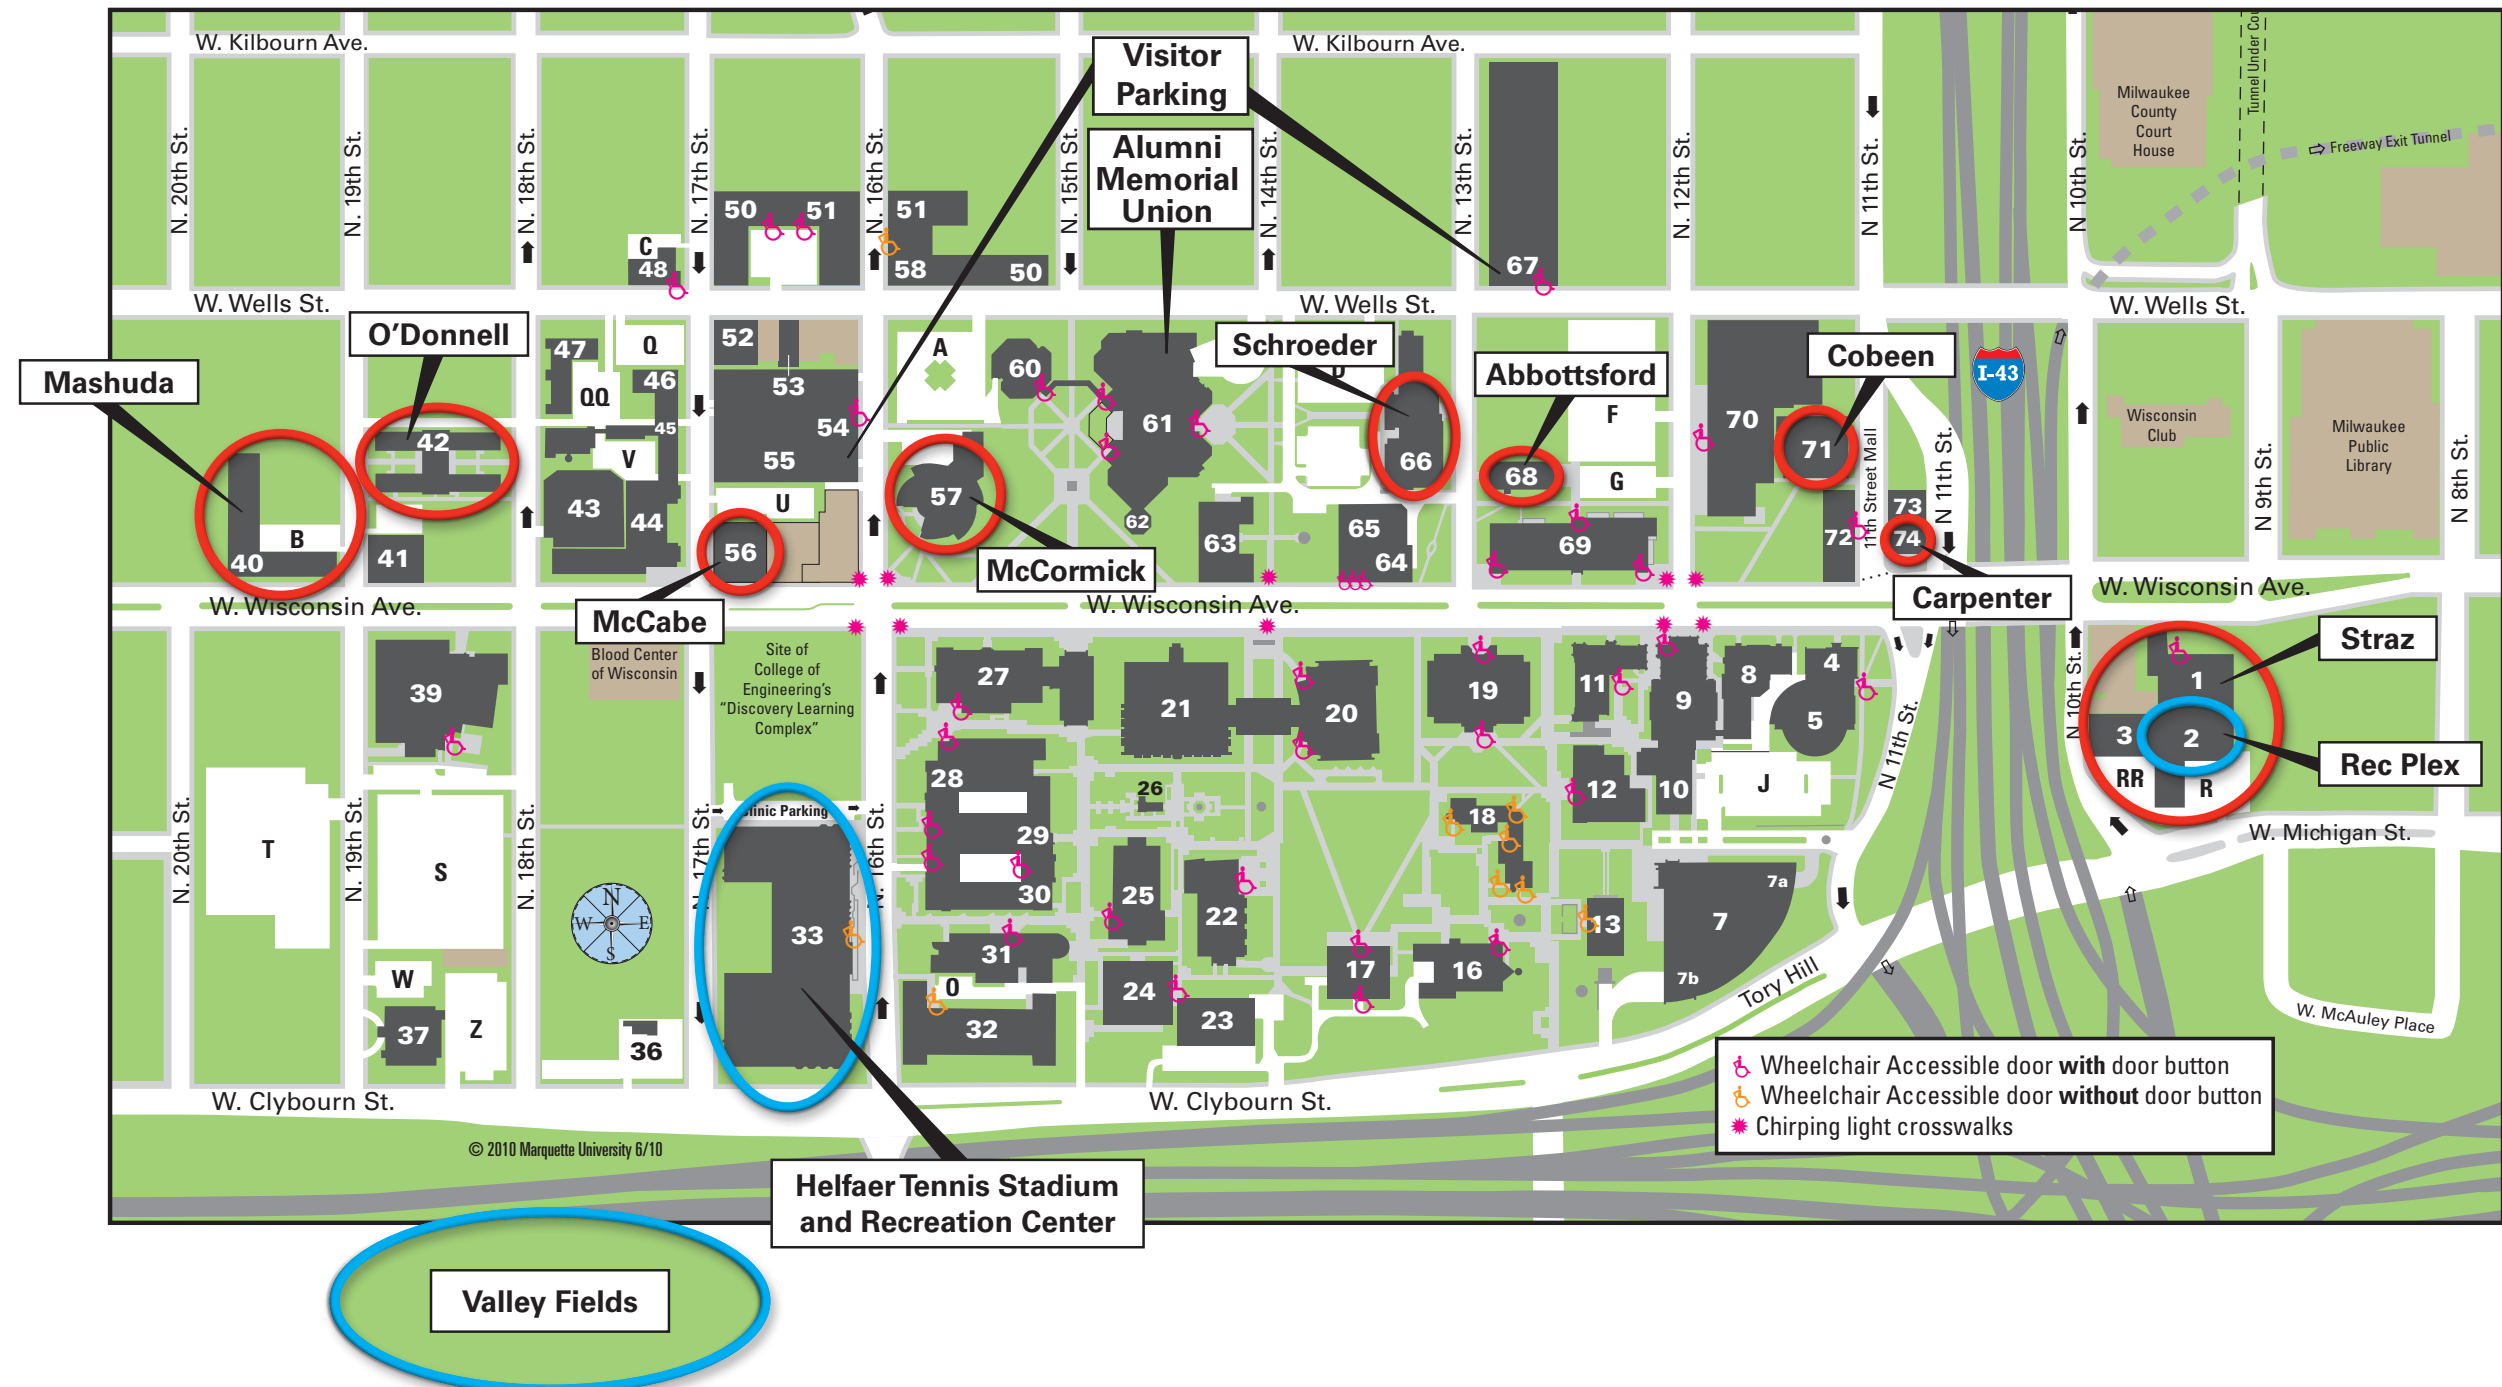 W. Kilbourn Ave.
W. Kilbourn Ave.
Visitor
Parking
Alumni
Memorial
Union
Milwaukee
County
Court
House
Freeway Exit Tunnel
N. 20th St.
N. 19th St.
N. 18th St.
N. 17th St.
N. 16th St.
N. 15th St.
N. 14th St.
N. 13th St.
N. 12th St.
N 11th St.
N 10th St.
Tunnel Under
50
51
51
58
50
C
48
67
W. Wells St.
W. Wells St.
W. Wells St.
O'Donnell
Mashuda
Schroeder
Abbottsford
Cobeen
I-43
47
Q
QQ
46
45
52
53
54
55
A
60
61
D
F
70
71
Wisconsin
Club
Milwaukee
Public
Library
N 9th St.
N 8th St.
42
V
43
44
U
57
62
66
68
G
11th Street Mall
N 11th St.
73
B
40
41
56
63
65
64
69
72
74
McCormick
McCabe
Carpenter
W. Wisconsin Ave.
W. Wisconsin Ave.
W. Wisconsin Ave.
Straz
Rec Plex
39
Blood Center
of Wisconsin
Site of
College of
Engineering's
“Discovery Learning
Complex”
27
21
20
19
11
9
8
4
5
N 10th St.
1
3
2
RR
R
28
26
18
12
10
J
N 11th St.
W. Michigan St.
N. 20th St.
N. 19th St.
N. 18th St.
N. 17th St.
N. 16th St.
Clinic Parking
T
S
29
30
N
W
E
S
33
25
22
13
7a
7
7b
31
24
17
16
Tory Hill
W
37
Z
36
O
32
23
W. McAuley Place
W. Clybourn St.
W. Clybourn St.
Wheelchair Accessible door with door button
Wheelchair Accessible door without door button
Chirping light crosswalks
© 2010 Marquette University 6/10
Helfaer Tennis Stadium
and Recreation Center
Valley Fields